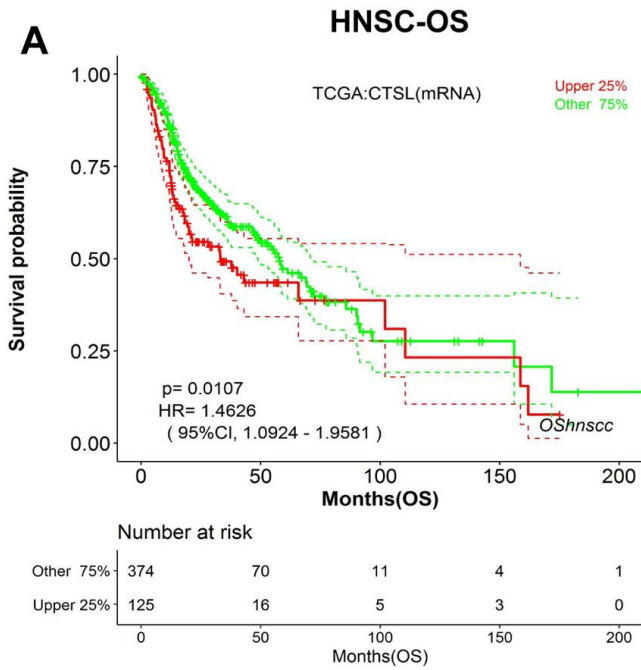 A
HNSC-OS
TCGA:CTSL(mRNA)
Upper 25%
Other 75%
Survival probability
1.00
0.75
0.50
0.25
0.00
p= 0.0107
HR= 1.4626
( 95%CI, 1.0924 - 1.9581 )
OShnscc
0 50 100 150 200
Months(OS)
Number at risk
Other 75% 374 70 11 4 1
Upper 25% 125 16 5 3 0
0 50 100 150 200
Months(OS)